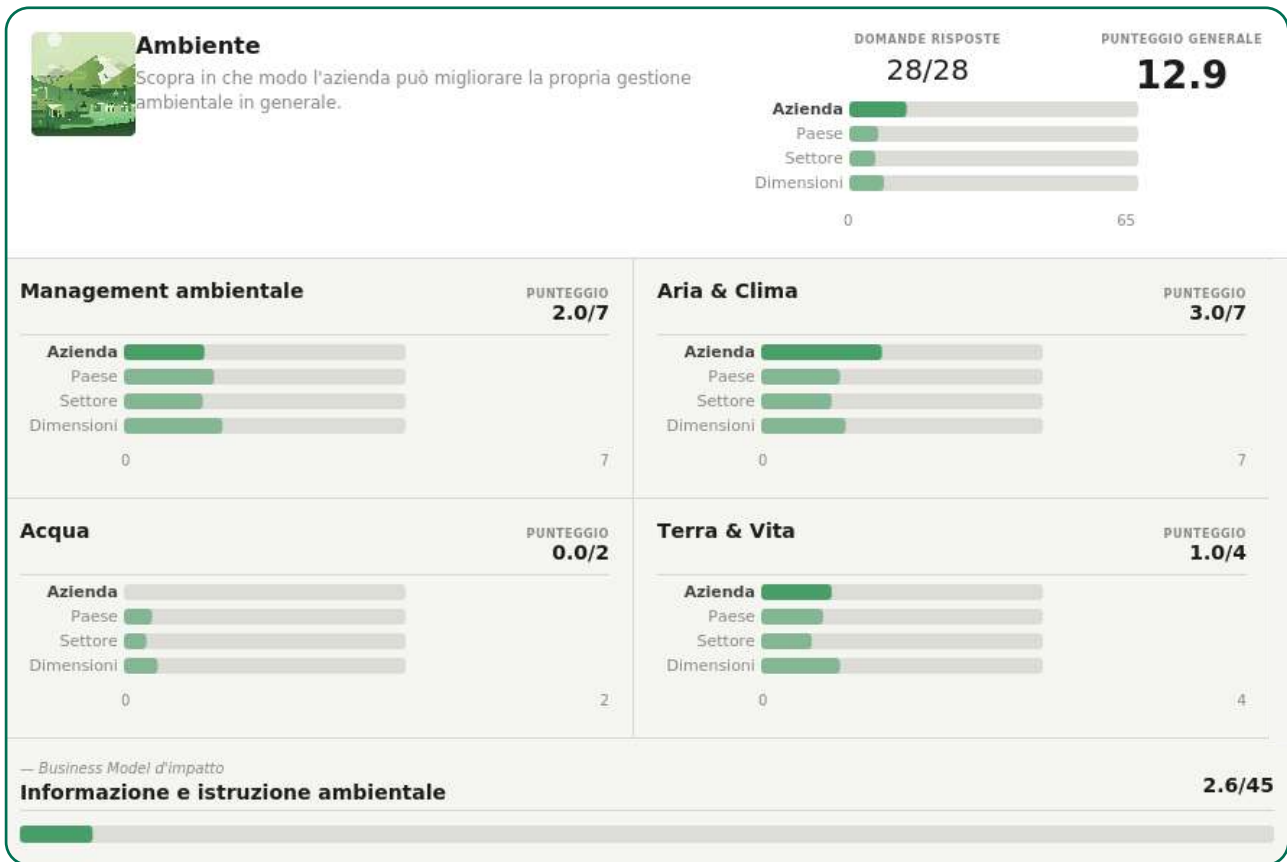 Ambiente
Scopra in che modo l'azienda può migliorare la propria gestione
ambientale in generale.
DOMANDE RISPOSTE
28/28
PUNTEGGIO GENERALE
12.9
Azienda
Paese
Settore
Dimensioni
0 65
Management ambientale
PUNTEGGIO
2.0/7
Azienda
Paese
Settore
Dimensioni
0 7
Aria & Clima
PUNTEGGIO
3.0/7
Azienda
Paese
Settore
Dimensioni
0 7
Acqua
PUNTEGGIO
0.0/2
Azienda
Paese
Settore
Dimensioni
0 2
Terra & Vita
PUNTEGGIO
1.0/4
Azienda
Paese
Settore
Dimensioni
0 4
— Business Model d'impatto
Informazione e istruzione ambientale
2.6/45